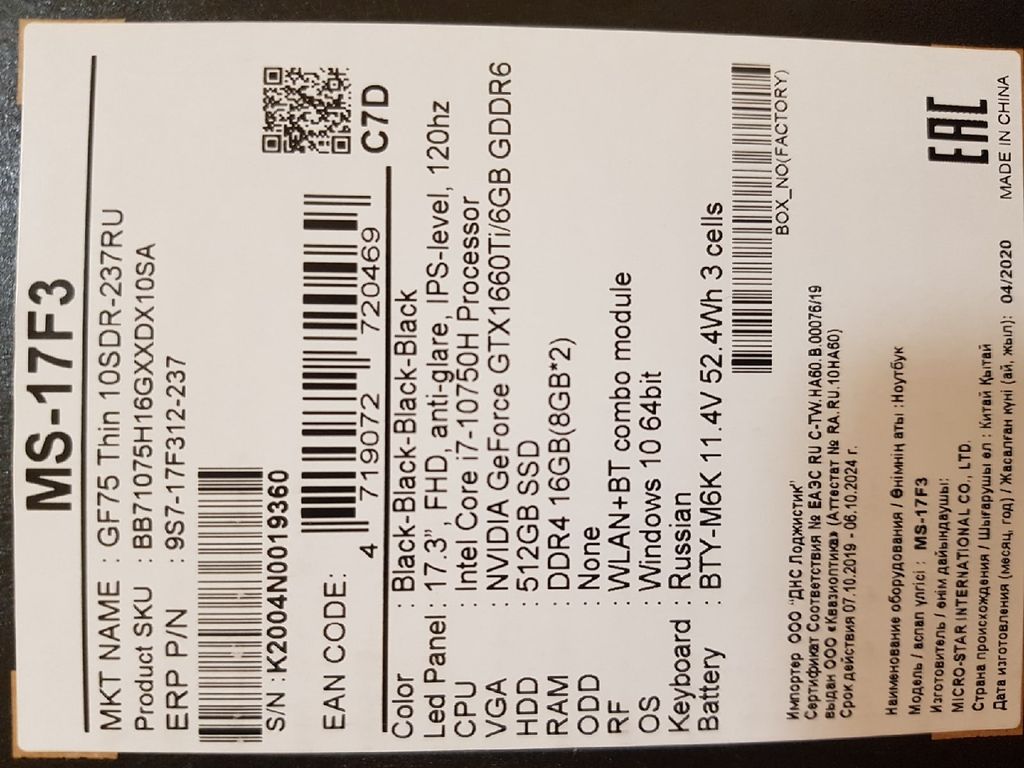 MS-17F3
MKT NAME : GF75 Thin 10SDR-237RU
Product SKU : BB71075H16GXXDX10SA
ERP P/N : 9S7-17F312-237
S/N :K2004N0019360
EAN CODE:
4 719072 720469
C7D
Color : Black-Black-Black-Black
Led Panel : 17.3", FHD, anti-glare, IPS-level, 120hz
CPU : Intel Core i7-10750H Processor
VGA : NVIDIA GeForce GTX1660Ti/6GB GDDR6
HDD : 512GB SSD
RAM : DDR4 16GB(8GB*2)
ODD : None
RF : WLAN+BT combo module
OS : Windows 10 64bit
Keyboard : Russian
Battery : BTY-M6K 11.4V 52.4Wh 3 cells
BOX_NO(FACTORY)
Импортер ООО "ДНС Лоджистик"
Сертификат Соответствия № ЕАЭС RU C-TW.HA60.B.00076/19
выдан ООО «Квазиоптика» (Аттестат № RA.RU.10HA60)
Срок действия 07.10.2019 - 06.10.2024 г.
Наименование оборудования / Өнімнің аты :Ноутбук
Модель / аспап үлгісі : MS-17F3
Изготовитель / өнім дайындаушы:
MICRO-STAR INTERNATIONAL CO., LTD.
Страна происхождения / Шығарушы ел : Китай Қытай
Дата изготовления (месяц, год) / Жасалған күні (ай, жыл): 04/2020
EAC
MADE IN CHINA